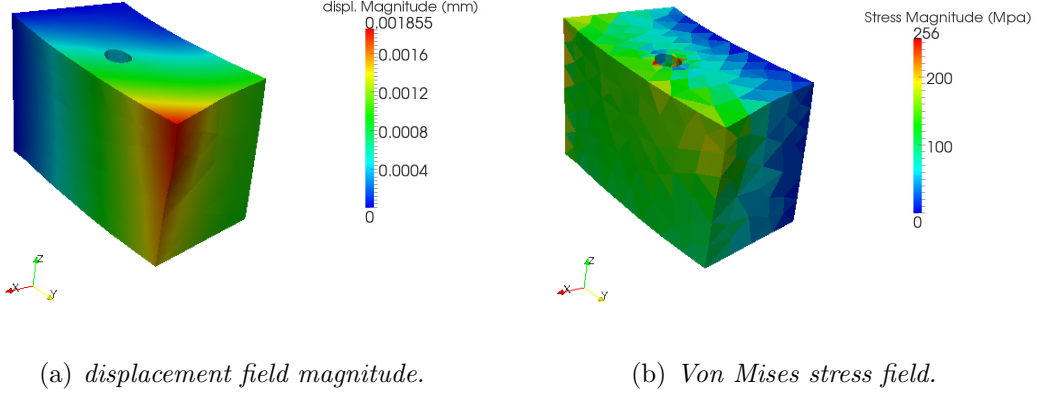 displ. Magnitude (mm)
0.001855
0.0016
0.0012
0.0008
0.0004
0
Z
X
Y
Stress Magnitude (Mpa)
256
200
100
0
Z
X
Y
(a) displacement field magnitude.
(b) Von Mises stress field.